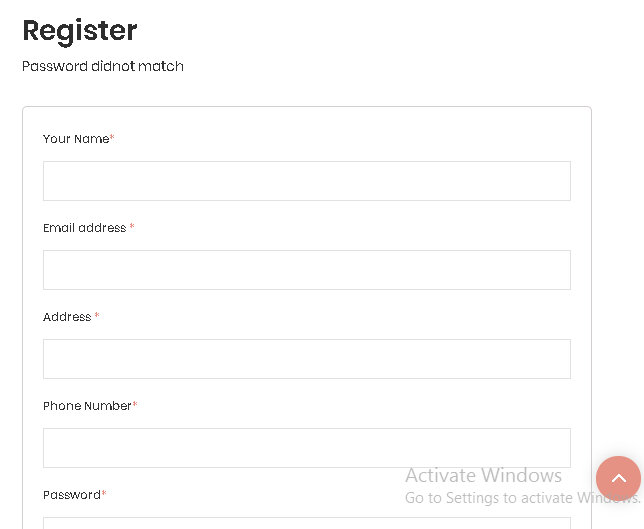 Register
Password didnot match
Your Name*
Email address *
Address *
Phone Number*
Password*
Activate Windows
Go to Settings to activate Windows.